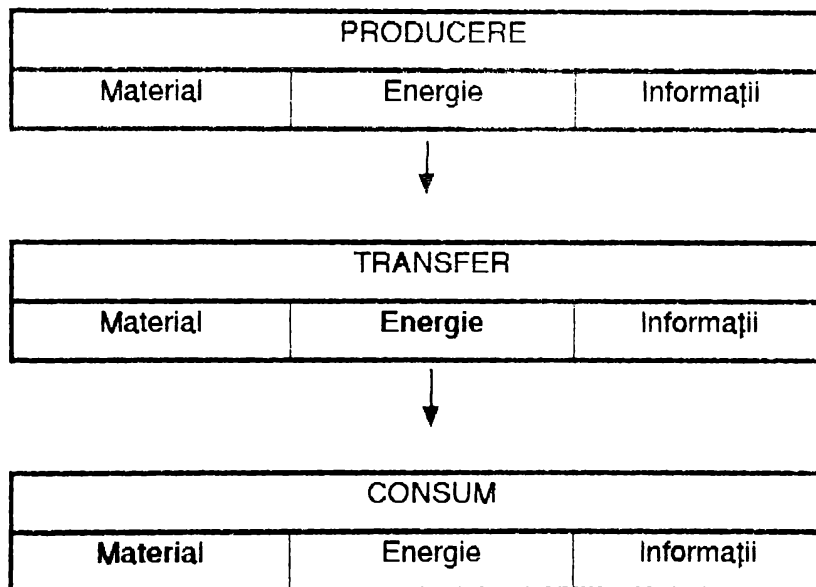 PRODUCERE
Material Energie Informații
TRANSFER
Material Energie Informații
CONSUM
Material Energie Informații